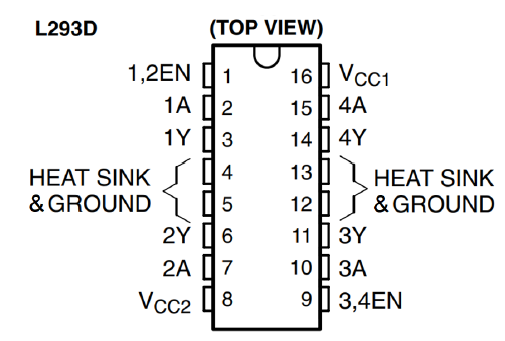 L293D (TOP VIEW)
1,2EN 1 16 VCC1
1A 2 15 4A
1Y 3 14 4Y
HEAT SINK 4 13 HEAT SINK
& GROUND 5 12 & GROUND
2Y 6 11 3Y
2A 7 10 3A
VCC2 8 9 3,4EN